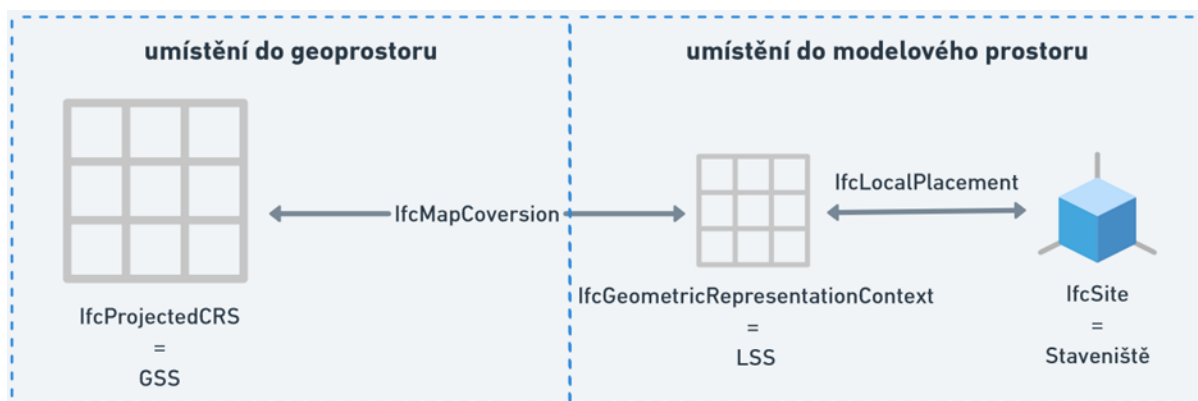 umístění do geoprostoru
umístění do modelového prostoru
IfcMapCoversion
IfcLocalPlacement
IfcProjectedCRS
=
GSS
IfcGeometricRepresentationContext
=
LSS
IfcSite
=
Staveniště